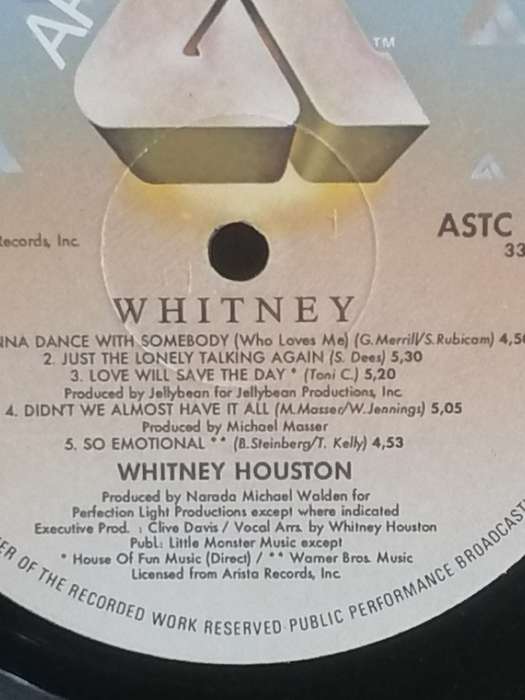 AR
TM
ecords, Inc.
ASTC
33
WHITNEY
NNA DANCE WITH SOMEBODY (Who Loves Me) (G.Merrill/S.Rubicam) 4,50
2. JUST THE LONELY TALKING AGAIN (S. Dees) 5,30
3. LOVE WILL SAVE THE DAY * (Toni C.) 5,20
Produced by Jellybean for Jellybean Productions, Inc.
4. DIDN'T WE ALMOST HAVE IT ALL (M.Masser/W.Jennings) 5,05
Produced by Michael Masser
5. SO EMOTIONAL ** (B.Steinberg/T. Kelly) 4,53
WHITNEY HOUSTON
Produced by Narada Michael Walden for
Perfection Light Productions except where indicated
Executive Prod. : Clive Davis / Vocal Arrs. by Whitney Houston
Publ.: Little Monster Music except
* House Of Fun Music (Direct) / ** Warner Bros. Music
Licensed from Arista Records, Inc.
ER OF THE RECORDED WORK RESERVED·PUBLIC PERFORMANCE BROADCAST